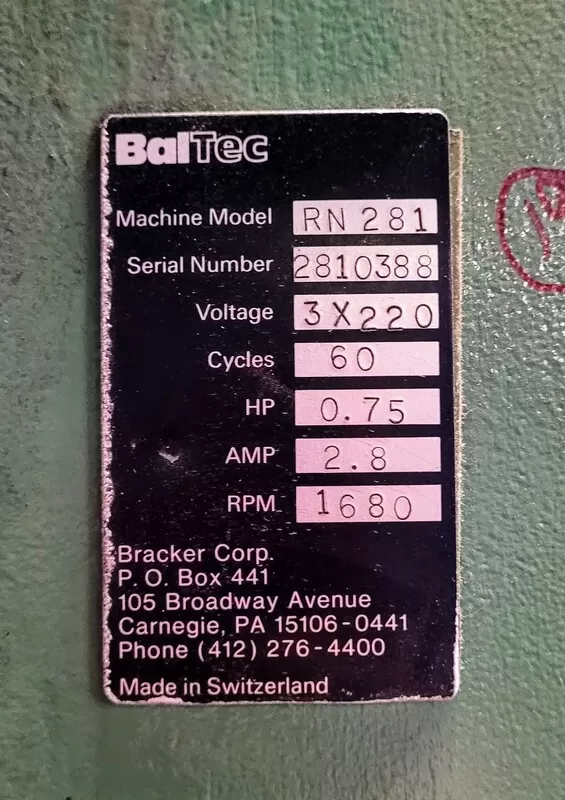 BalTec
Machine Model RN 281
Serial Number 2810388
Voltage 3X220
Cycles 60
HP 0.75
AMP 2.8
RPM 1680
Bracker Corp.
P. O. Box 441
105 Broadway Avenue
Carnegie, PA 15106-0441
Phone (412) 276-4400
Made in Switzerland